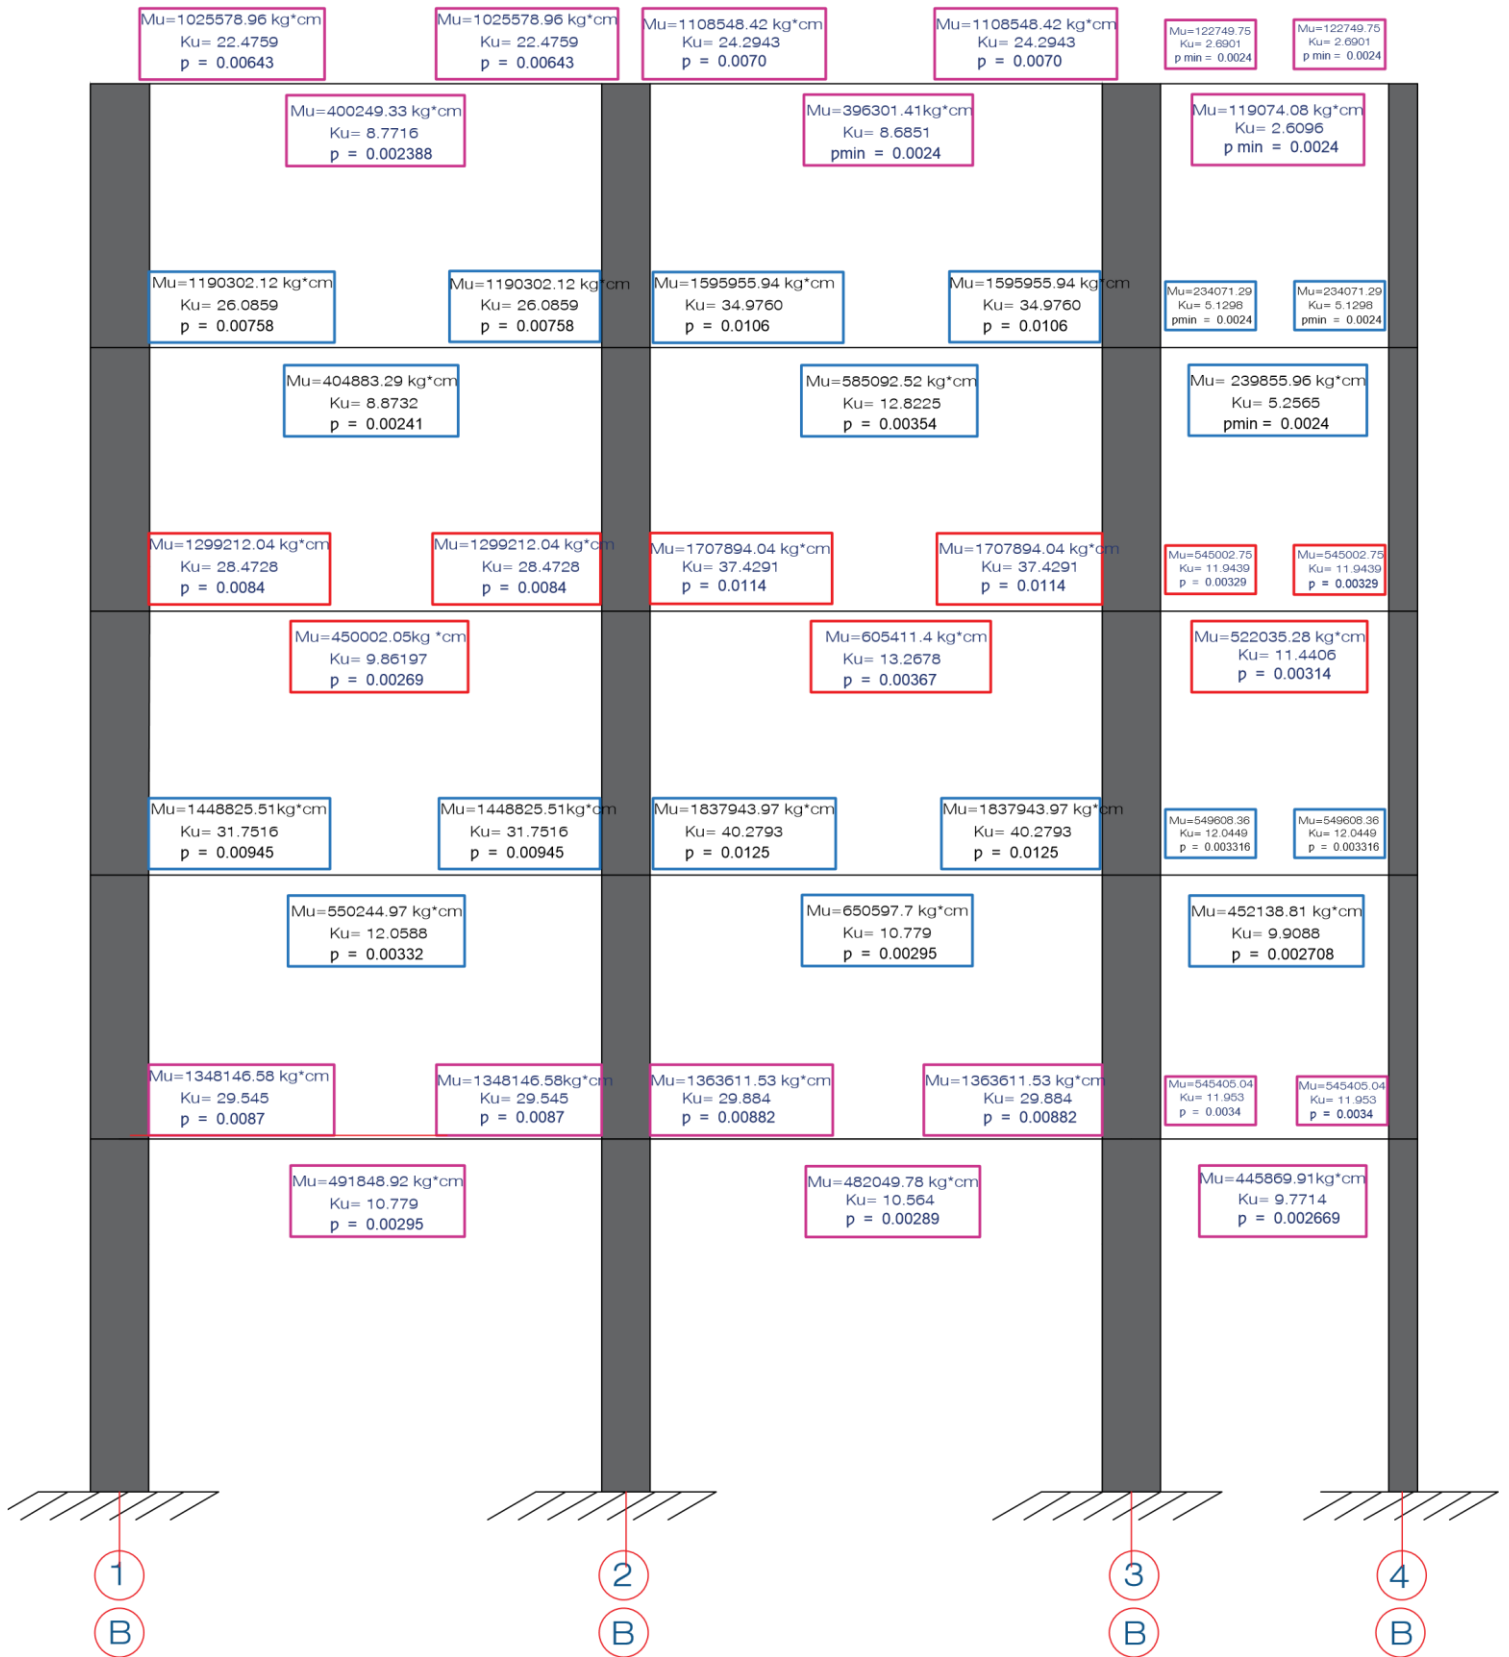 Mu=1025578.96 kg*cm
Ku= 22.4759
p = 0.00643
Mu=1025578.96 kg*cm
Ku= 22.4759
p = 0.00643
Mu=1108548.42 kg*cm
Ku= 24.2943
p = 0.0070
Mu=1108548.42 kg*cm
Ku= 24.2943
p = 0.0070
Mu=122749.75
Ku= 2.6901
p min = 0.0024
Mu=122749.75
Ku= 2.6901
p min = 0.0024
Mu=400249.33 kg*cm
Ku= 8.7716
p = 0.002388
Mu=396301.41kg*cm
Ku= 8.6851
pmin = 0.0024
Mu=119074.08 kg*cm
Ku= 2.6096
p min = 0.0024
Mu=1190302.12 kg*cm
Ku= 26.0859
p = 0.00758
Mu=1190302.12 kg*cm
Ku= 26.0859
p = 0.00758
Mu=1595955.94 kg*cm
Ku= 34.9760
p = 0.0106
Mu=1595955.94 kg*cm
Ku= 34.9760
p = 0.0106
Mu=234071.29
Ku= 5.1298
pmin = 0.0024
Mu=234071.29
Ku= 5.1298
pmin = 0.0024
Mu=404883.29 kg*cm
Ku= 8.8732
p = 0.00241
Mu=585092.52 kg*cm
Ku= 12.8225
p = 0.00354
Mu= 239855.96 kg*cm
Ku= 5.2565
pmin = 0.0024
Mu=1299212.04 kg*cm
Ku= 28.4728
p = 0.0084
Mu=1299212.04 kg*cm
Ku= 28.4728
p = 0.0084
Mu=1707894.04 kg*cm
Ku= 37.4291
p = 0.0114
Mu=1707894.04 kg*cm
Ku= 37.4291
p = 0.0114
Mu=545002.75
Ku= 11.9439
p = 0.00329
Mu=545002.75
Ku= 11.9439
p = 0.00329
Mu=450002.05kg *cm
Ku= 9.86197
p = 0.00269
Mu=605411.4 kg*cm
Ku= 13.2678
p = 0.00367
Mu=522035.28 kg*cm
Ku= 11.4406
p = 0.00314
Mu=1448825.51kg*cm
Ku= 31.7516
p = 0.00945
Mu=1448825.51kg*cm
Ku= 31.7516
p = 0.00945
Mu=1837943.97 kg*cm
Ku= 40.2793
p = 0.0125
Mu=1837943.97 kg*cm
Ku= 40.2793
p = 0.0125
Mu=549608.36
Ku= 12.0449
p = 0.003316
Mu=549608.36
Ku= 12.0449
p = 0.003316
Mu=550244.97 kg*cm
Ku= 12.0588
p = 0.00332
Mu=650597.7 kg*cm
Ku= 10.779
p = 0.00295
Mu=452138.81 kg*cm
Ku= 9.9088
p = 0.002708
Mu=1348146.58 kg*cm
Ku= 29.545
p = 0.0087
Mu=1348146.58kg*cm
Ku= 29.545
p = 0.0087
Mu=1363611.53 kg*cm
Ku= 29.884
p = 0.00882
Mu=1363611.53 kg*cm
Ku= 29.884
p = 0.00882
Mu=545405.04
Ku= 11.953
p = 0.0034
Mu=545405.04
Ku= 11.953
p = 0.0034
Mu=491848.92 kg*cm
Ku= 10.779
p = 0.00295
Mu=482049.78 kg*cm
Ku= 10.564
p = 0.00289
Mu=445869.91kg*cm
Ku= 9.7714
p = 0.002669
1
2
3
4
B
B
B
B